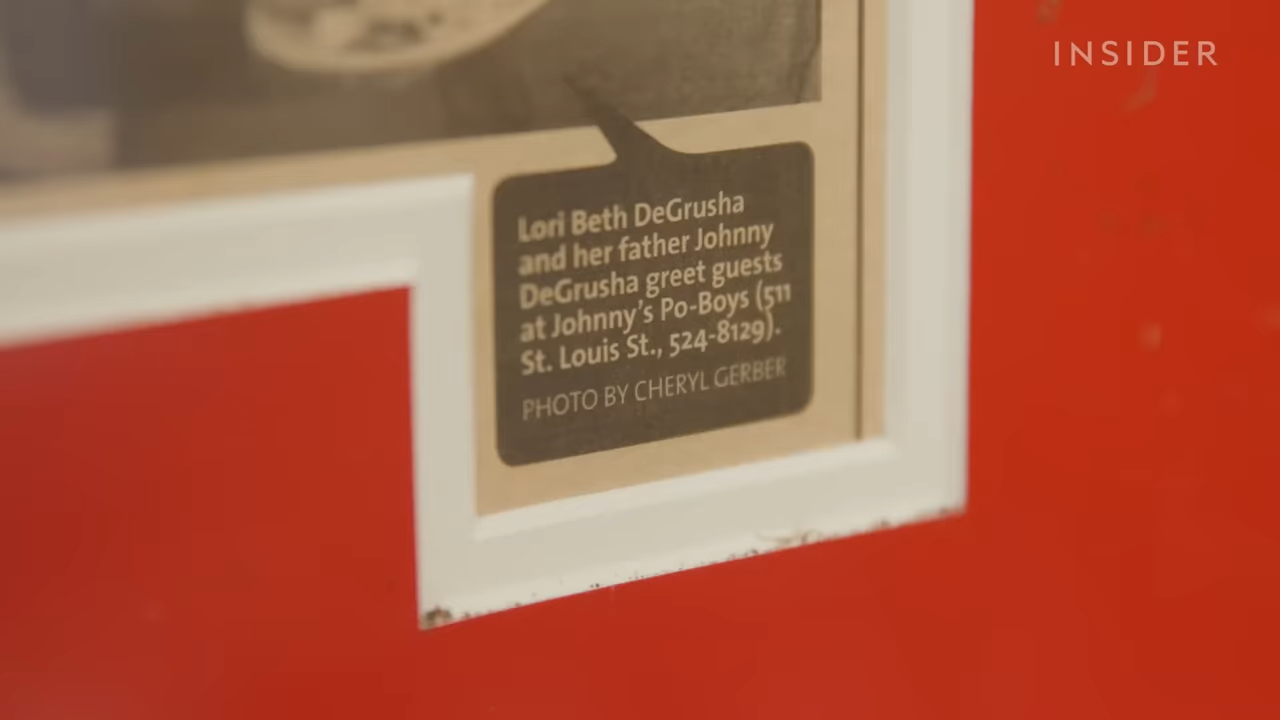 INSIDER
Lori Beth DeGrusha
and her father Johnny
DeGrusha greet guests
at Johnny's Po-Boys (511
St. Louis St., 524-8129).
PHOTO BY CHERYL GERBER